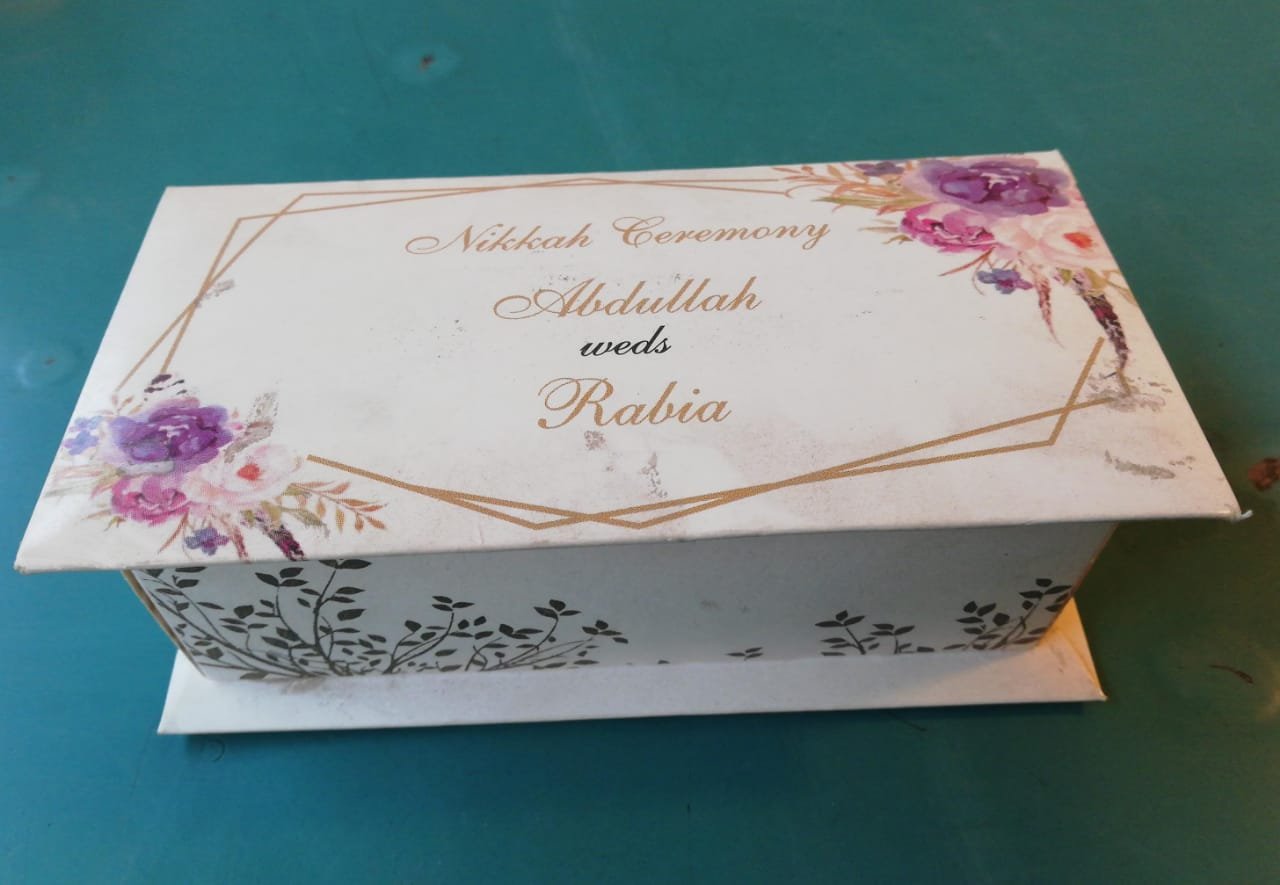 Nikkah Ceremony
Abdullah
weds
Rabia